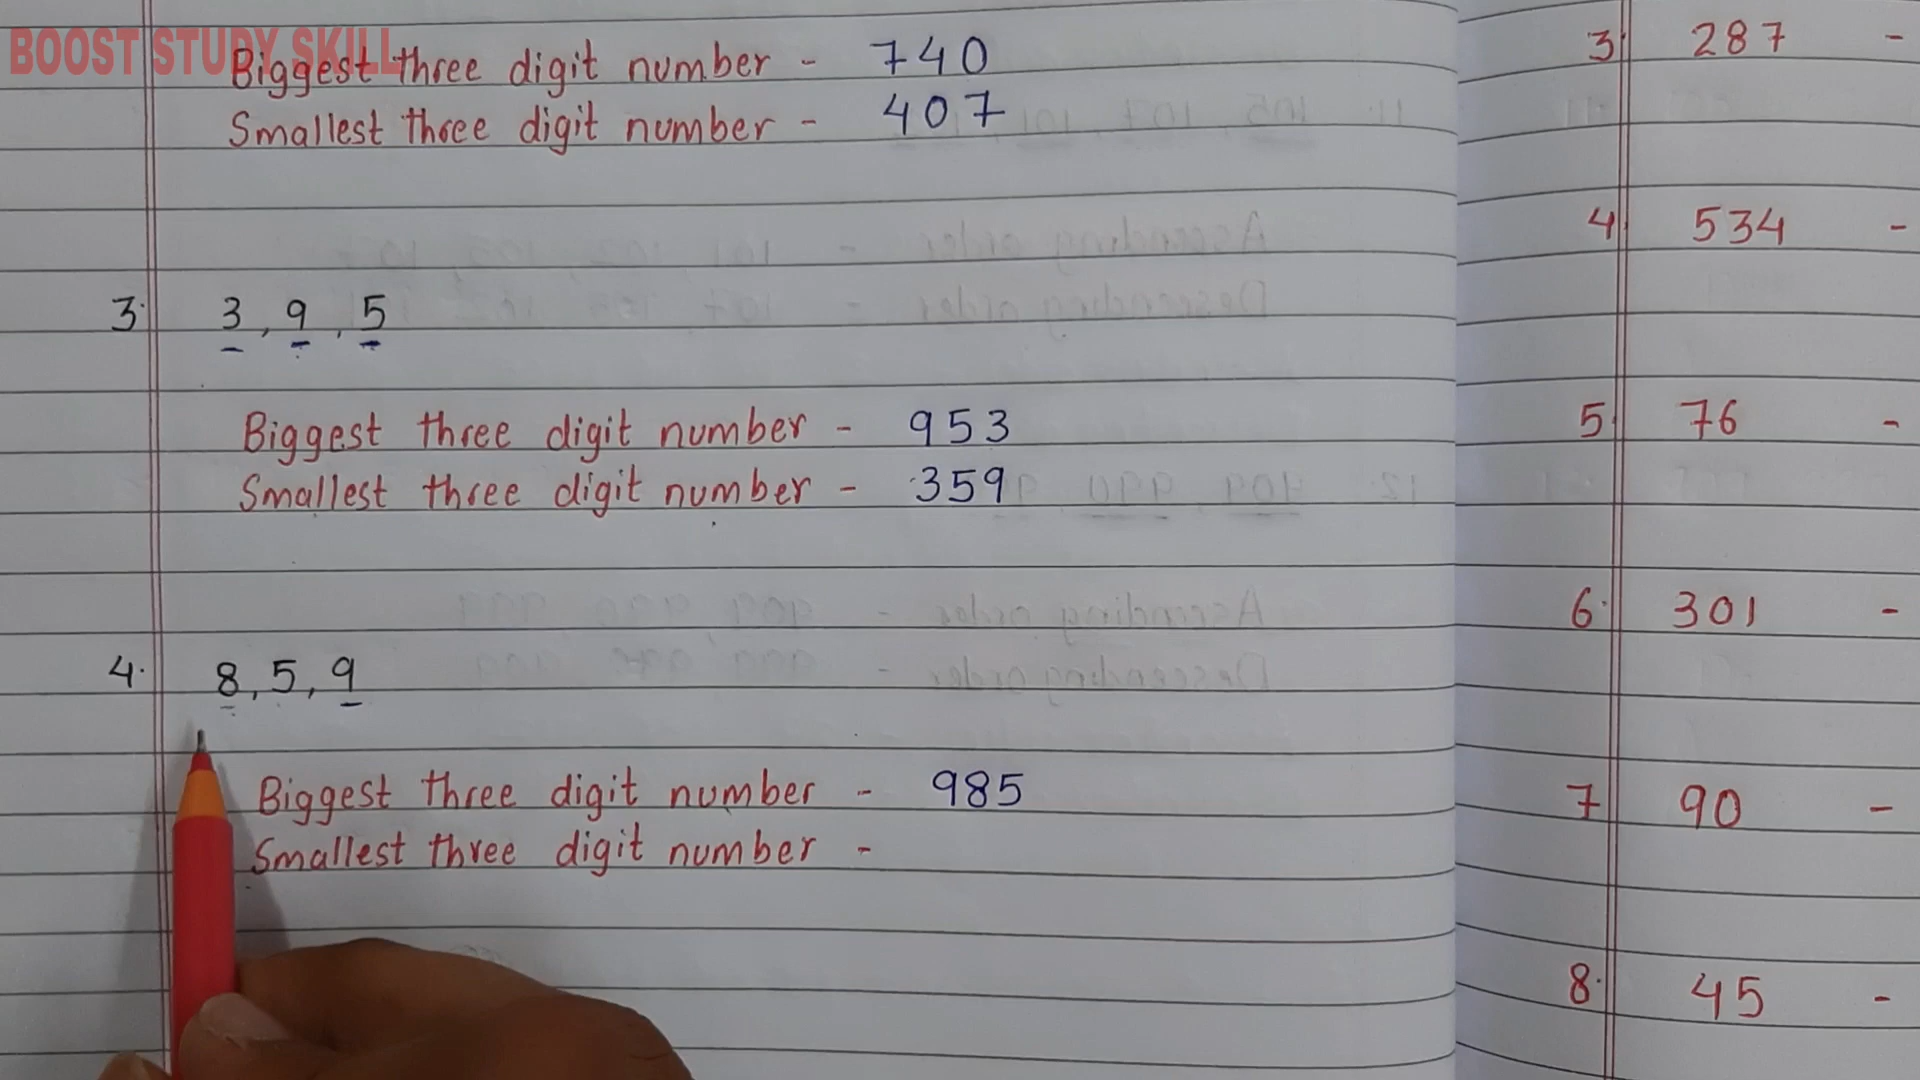 BOOST STUDY SKILL
Biggest three digit number - 740
Smallest three digit number - 407
3. 3, 9, 5
Biggest three digit number - 953
Smallest three digit number - 359
4. 8, 5, 9
Biggest three digit number - 985
Smallest three digit number -
3 287 -
4 534 -
5 76 -
6. 301 -
7 90 -
8. 45 -